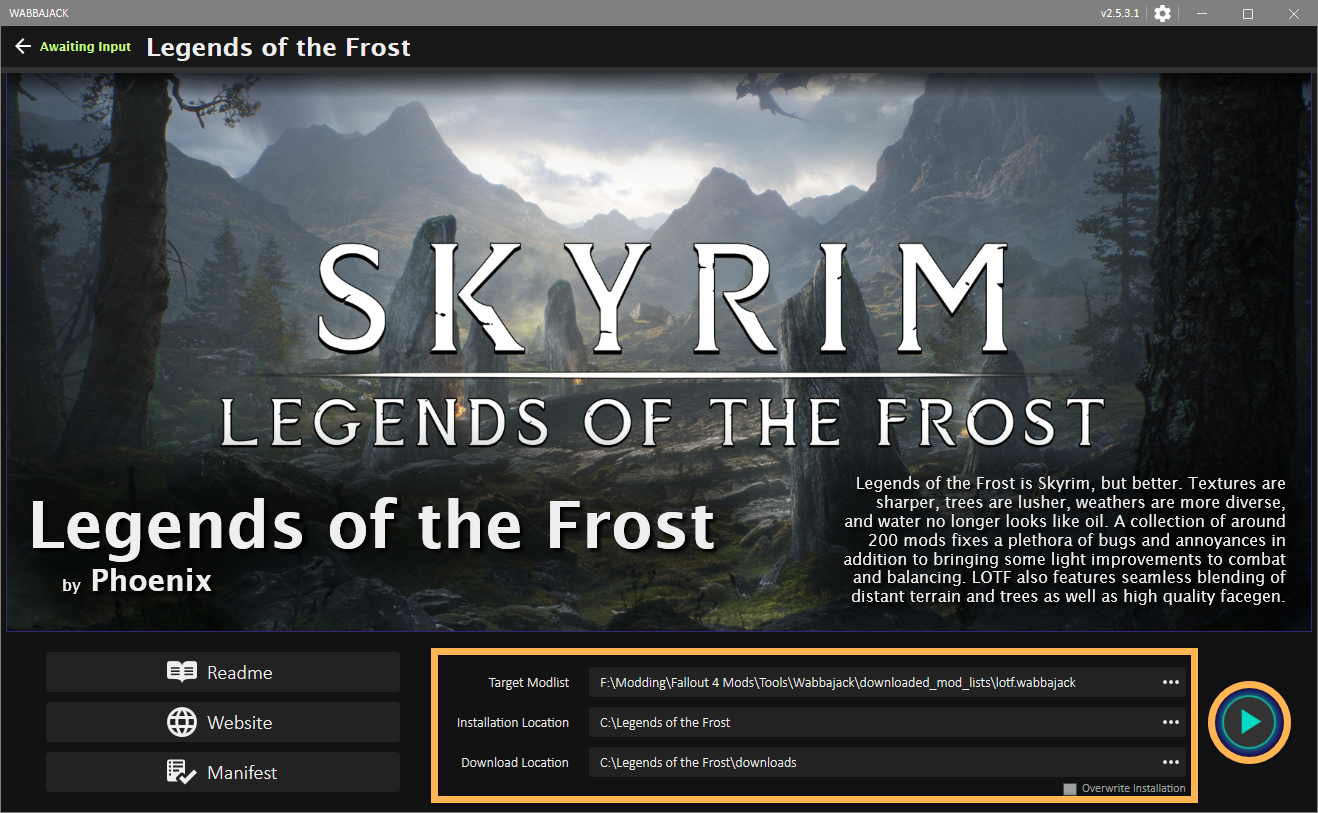 WABBAJACK
v2.5.3.1
Awaiting Input
Legends of the Frost
SKYRIM
LEGENDS OF THE FROST
Legends of the Frost
by Phoenix
Legends of the Frost is Skyrim, but better. Textures are
sharper, trees are lusher, weathers are more diverse,
and water no longer looks like oil. A collection of around
200 mods fixes a plethora of bugs and annoyances in
addition to bringing some light improvements to combat
and balancing. LOTF also features seamless blending of
distant terrain and trees as well as high quality facegen.
Readme
Website
Manifest
Target Modlist F:\Modding\Fallout 4 Mods\Tools\Wabbajack\downloaded_mod_lists\lotf.wabbajack
Installation Location C:\Legends of the Frost
Download Location C:\Legends of the Frost\downloads
Overwrite Installation